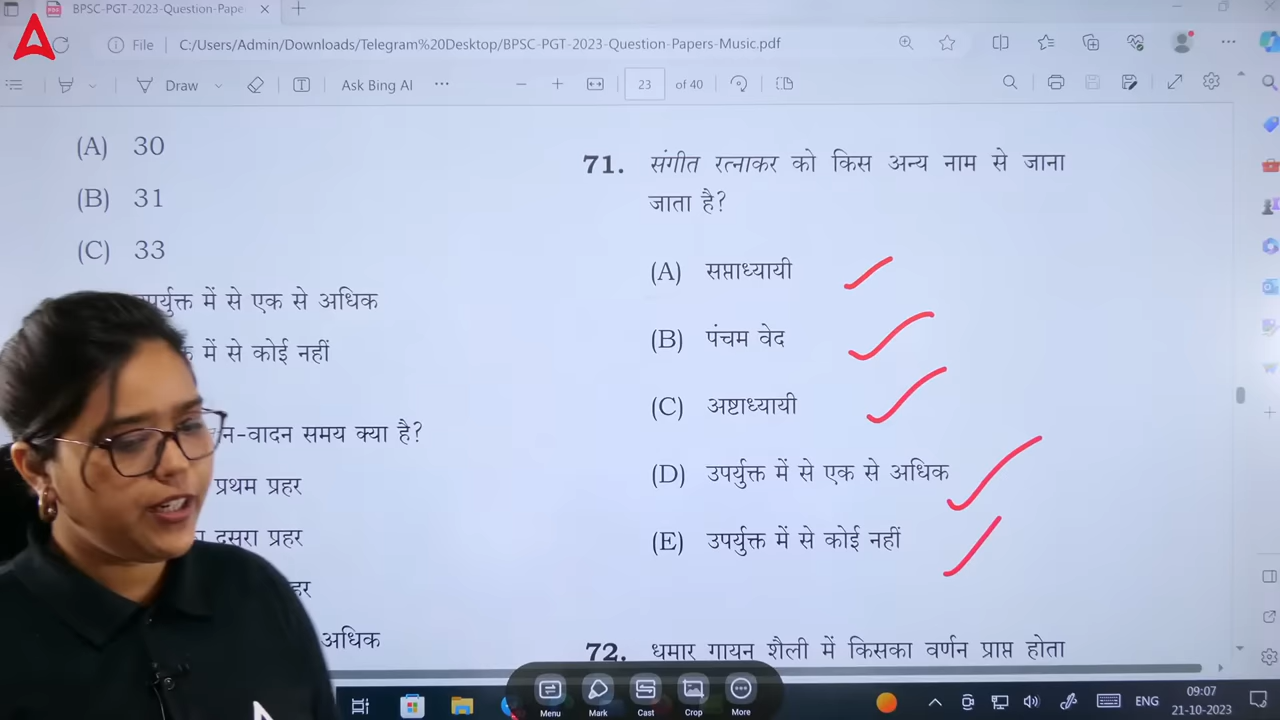 BPSC-PGT-2023-Question-Pape
File
C:/Users/Admin/Downloads/Telegram%20Desktop/BPSC-PGT-2023-Question-Papers-Music.pdf
Draw
Ask Bing AI
23
of 40
(A) 30
(B) 31
(C) 33
में से एक से अधिक
में से कोई नहीं
न-वादन समय क्या है?
प्रथम प्रहर
दूसरा प्रहर
अधिक
71. संगीत रत्नाकर को किस अन्य नाम से जाना
जाता है?
(A) सप्ताध्यायी
(B) पंचम वेद
(C) अष्टाध्यायी
(D) उपर्युक्त में से एक से अधिक
(E) उपर्युक्त में से कोई नहीं
72. धमार गायन शैली में किसका वर्णन प्राप्त होता
Menu
Mark
Cast
Crop
More
ENG
09:07
21-10-2023